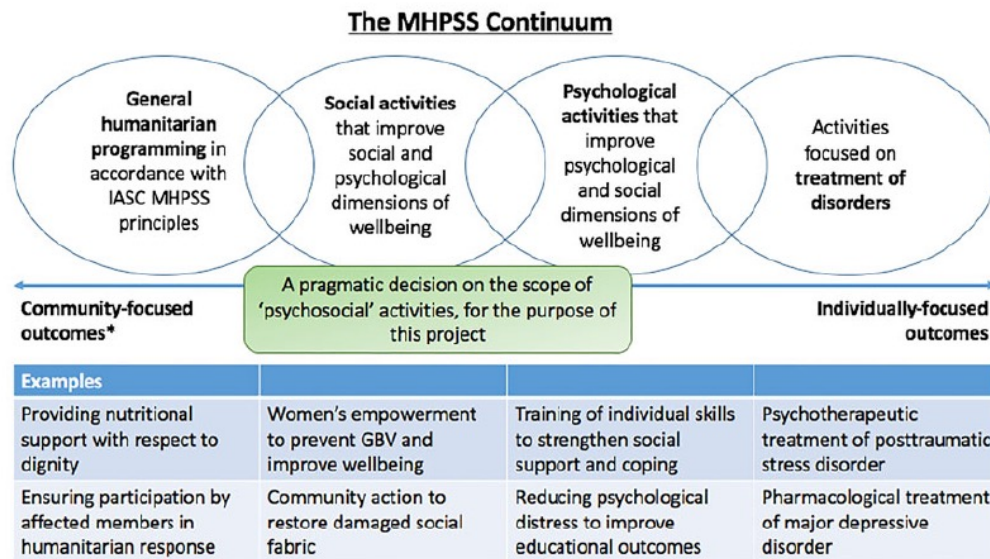 The MHPSS Continuum
General
humanitarian
programming in
accordance with
IASC MHPSS
principles
Social activities
that improve
social and
psychological
dimensions of
wellbeing
Psychological
activities that
improve
psychological
and social
dimensions of
wellbeing
Activities
focused on
treatment of
disorders
Community-focused
outcomes*
A pragmatic decision on the scope of
‘psychosocial’ activities, for the purpose of
this project
Individually-focused
outcomes
Examples
Providing nutritional
support with respect to
dignity
Women’s empowerment
to prevent GBV and
improve wellbeing
Training of individual skills
to strengthen social
support and coping
Psychotherapeutic
treatment of posttraumatic
stress disorder
Ensuring participation by
affected members in
humanitarian response
Community action to
restore damaged social
fabric
Reducing psychological
distress to improve
educational outcomes
Pharmacological treatment
of major depressive
disorder